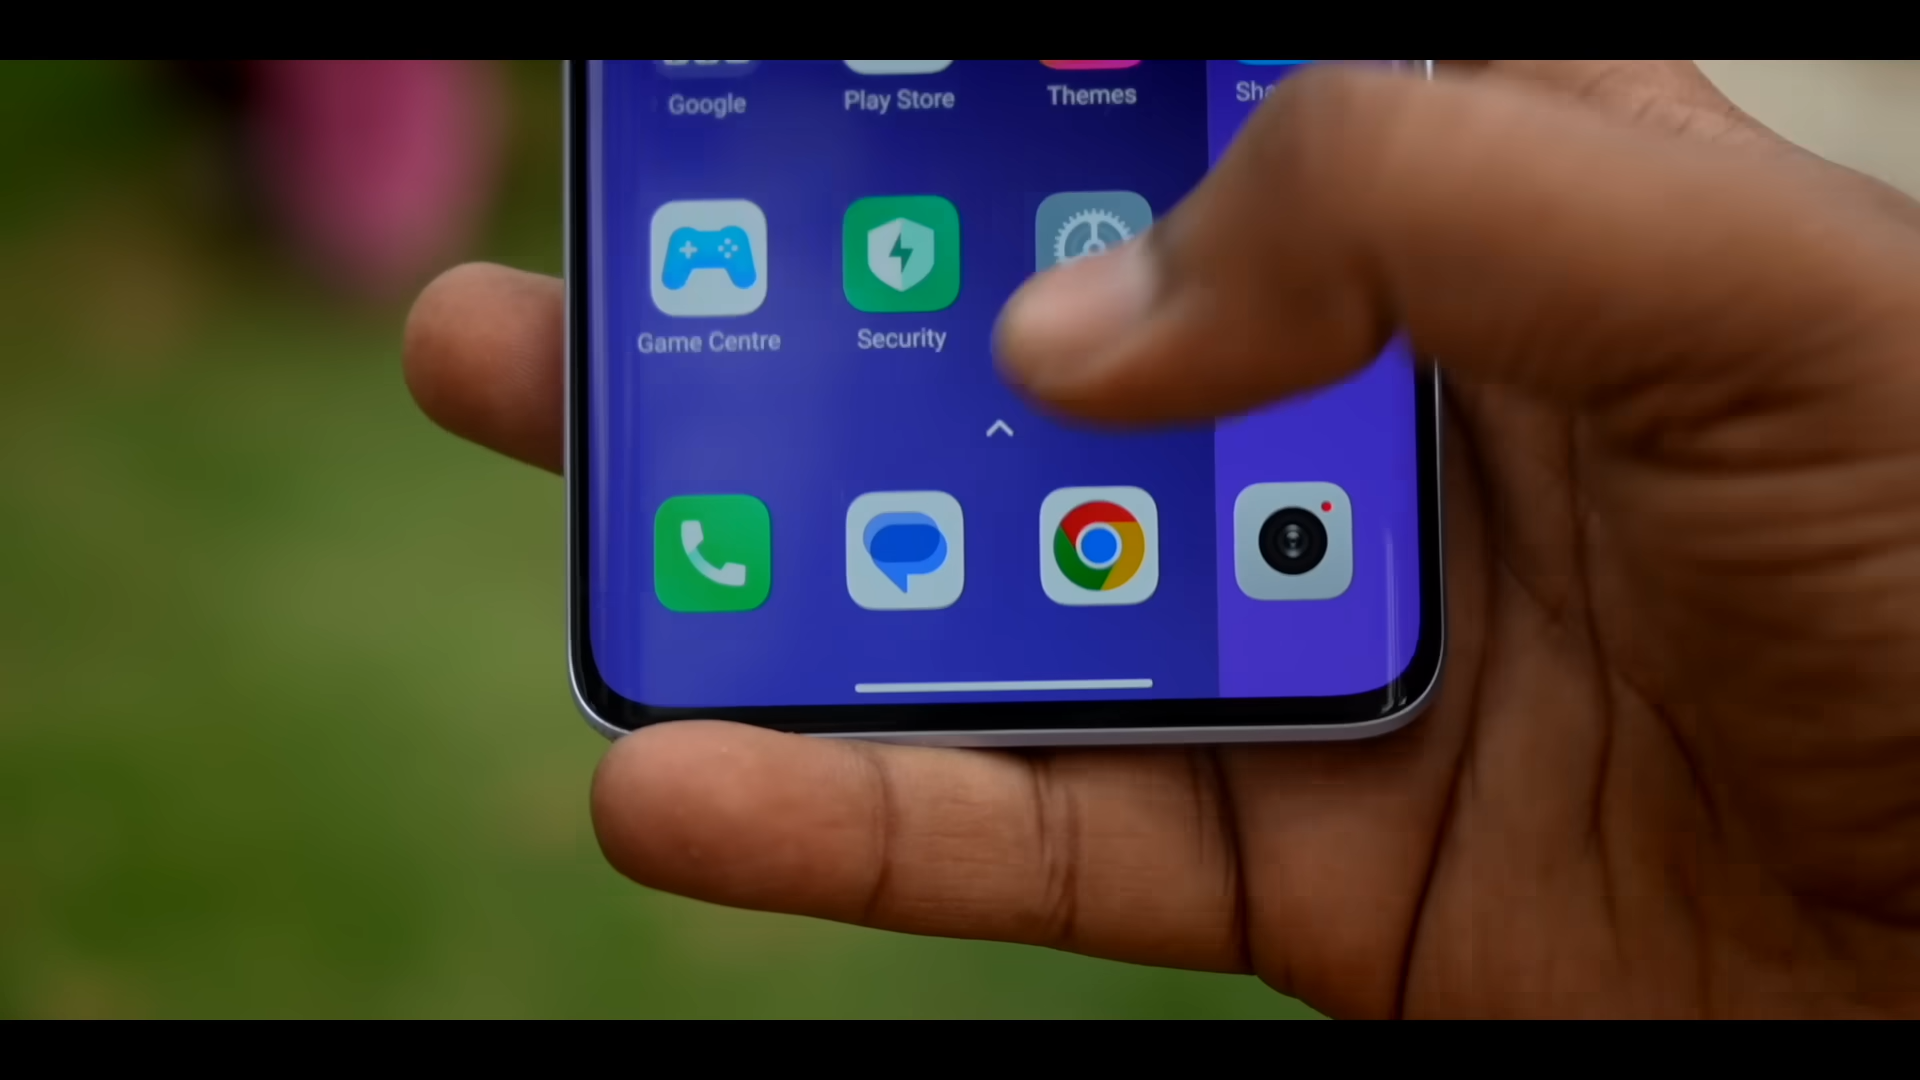 Google
Play Store
Themes
Game Centre
Security